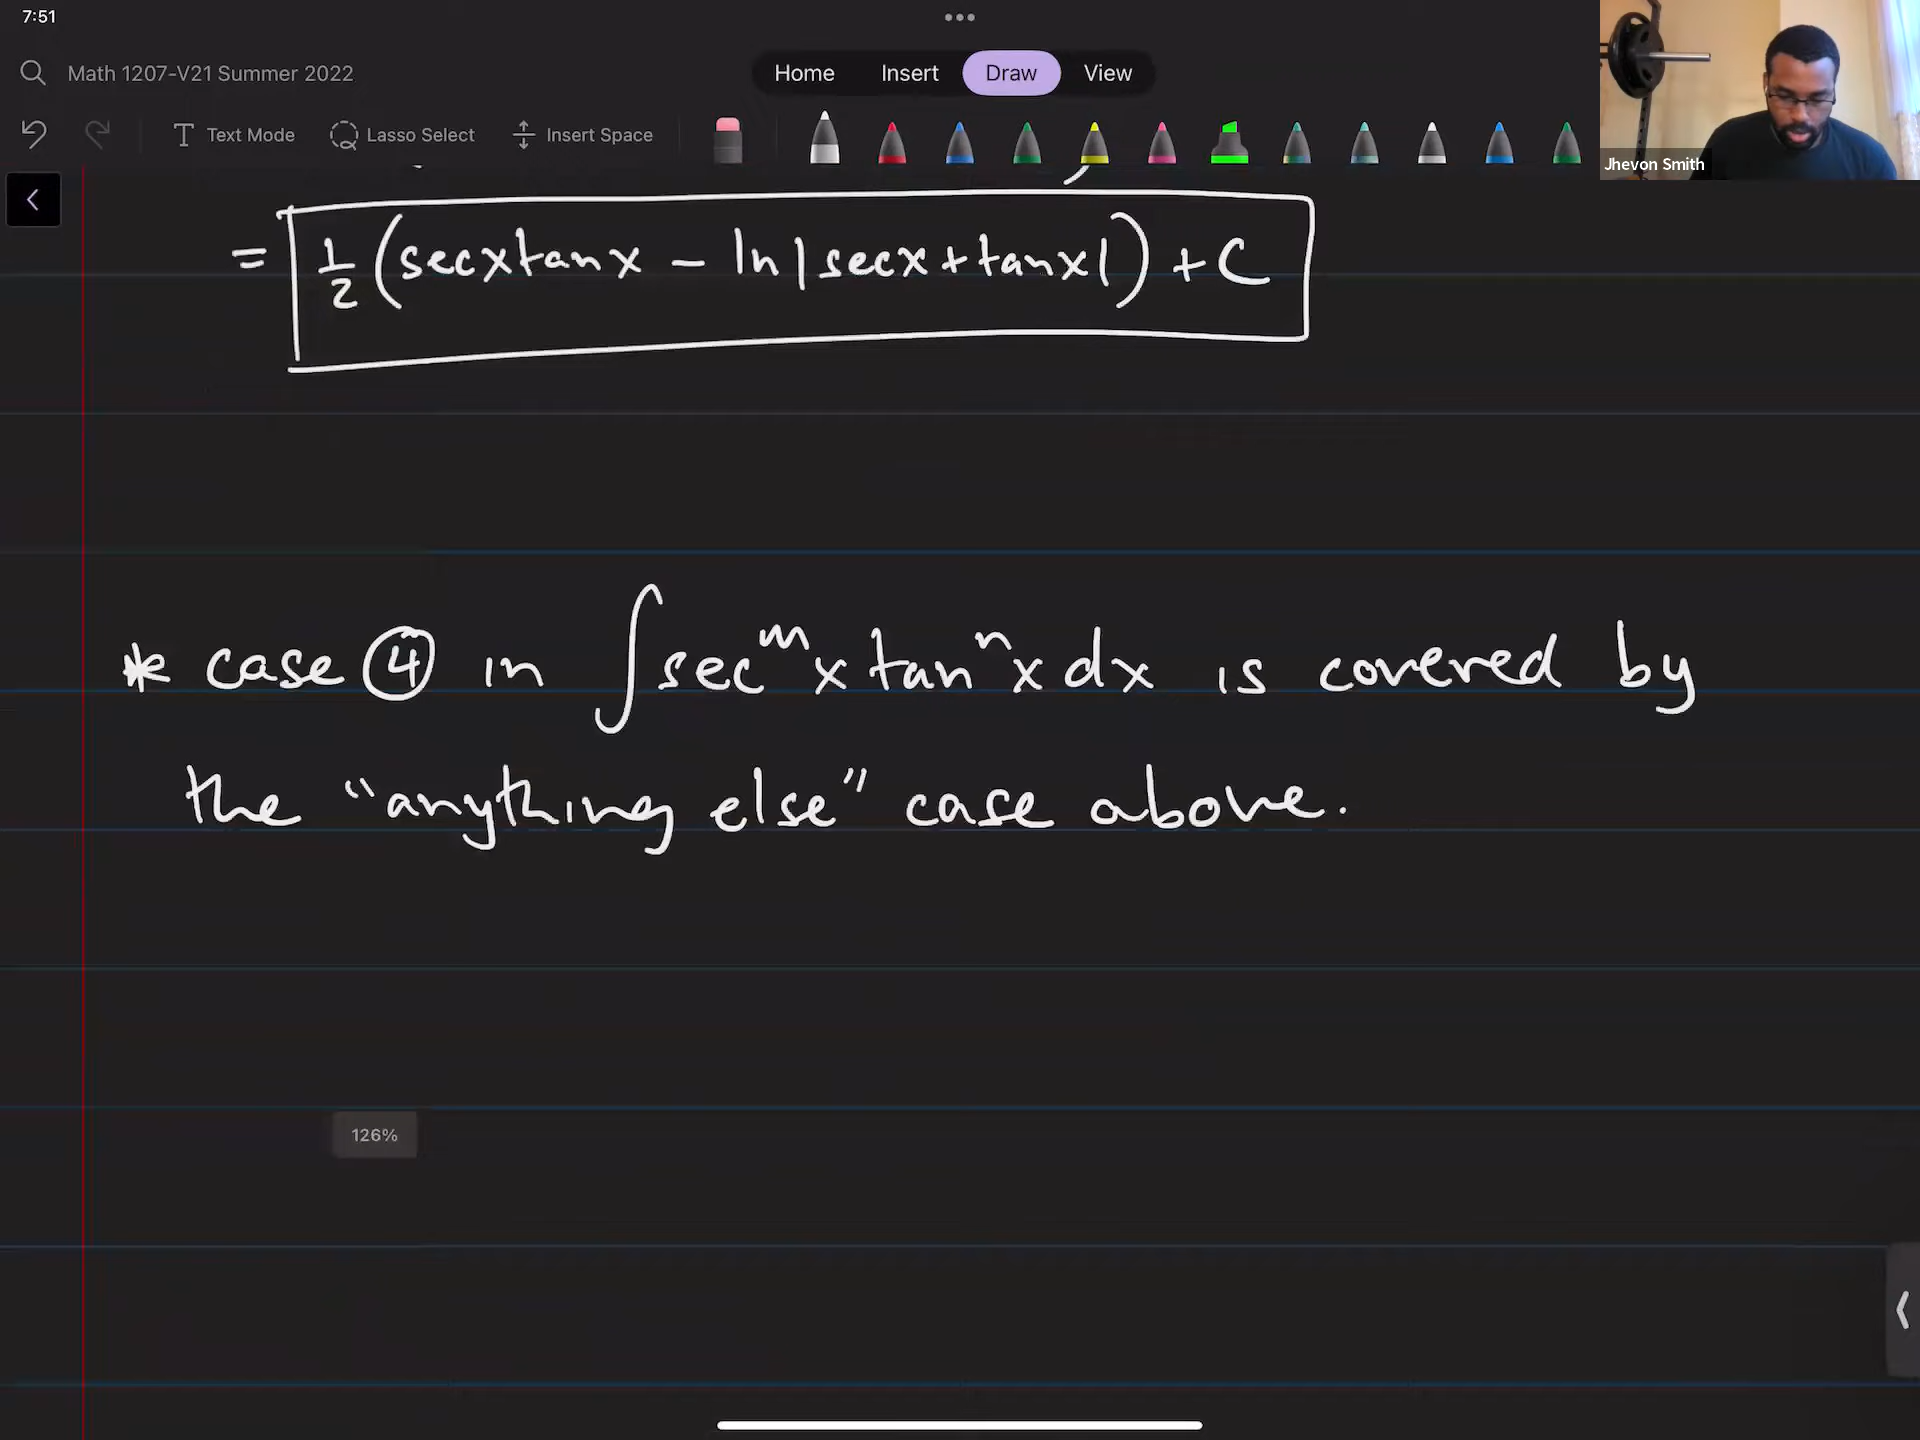 7:51
Math 1207-V21 Summer 2022
Home Insert Draw View
Text Mode Lasso Select Insert Space
Jhevon Smith
= 1/2 (secxtanx - ln|secx+tanx|) + C
* case ④ in ∫sec^m x tan^n x dx is covered by
the "anything else" case above.
126%